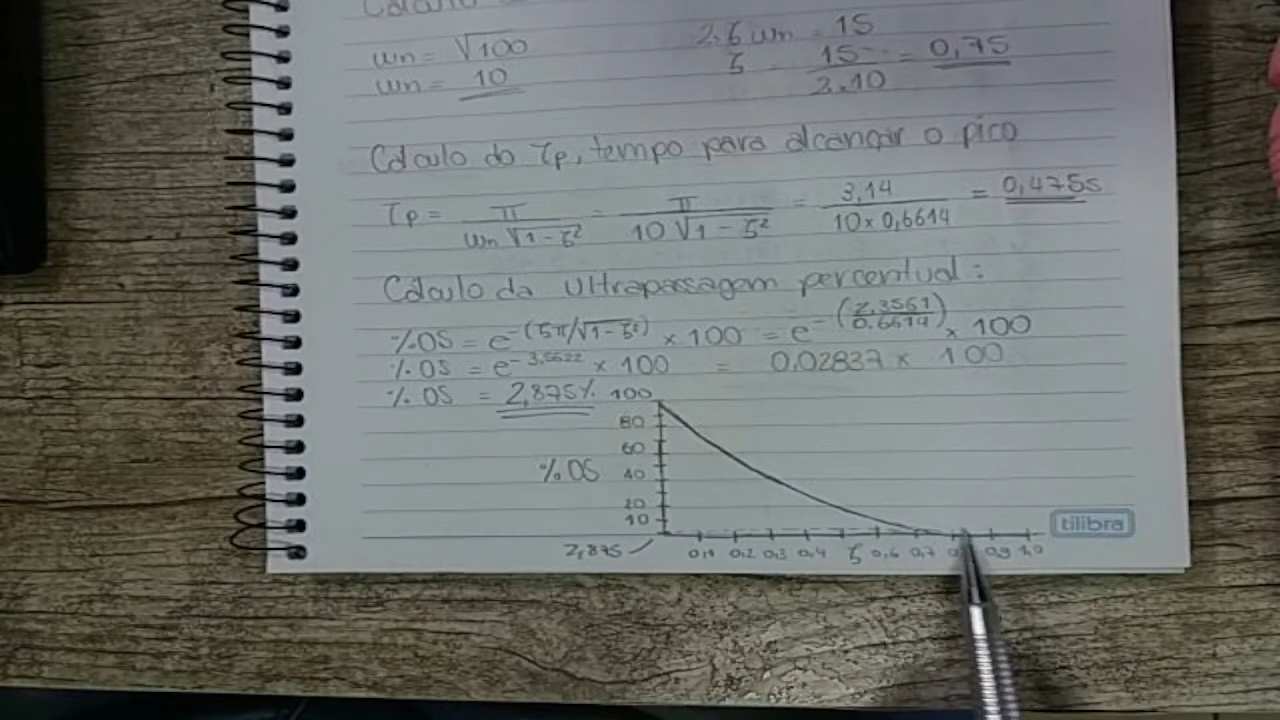 Cálculo
ωn = √100
2.ζ ωn = 15
ωn = 10
ζ = 15 / 2.10 = 0,75
Cálculo do Tp, tempo para alcançar o pico
Tp = π / ωn √1-ζ² = π / 10 √1-ζ² = 3,14 / 10x0,6614 = 0,475s
Cálculo da ultrapassagem percentual:
%OS = e^-(ζπ/√1-ζ²) x 100 = e^-(2.3561/0.6614) x 100
%OS = e^-3,5622 x 100 = 0.02837 x 100
%OS = 2,875%
100
80
60
%OS 40
20
10
2,875
0,1 0,2 0,3 0,4 ζ 0,6 0,7 0,9 1,0
tilibra